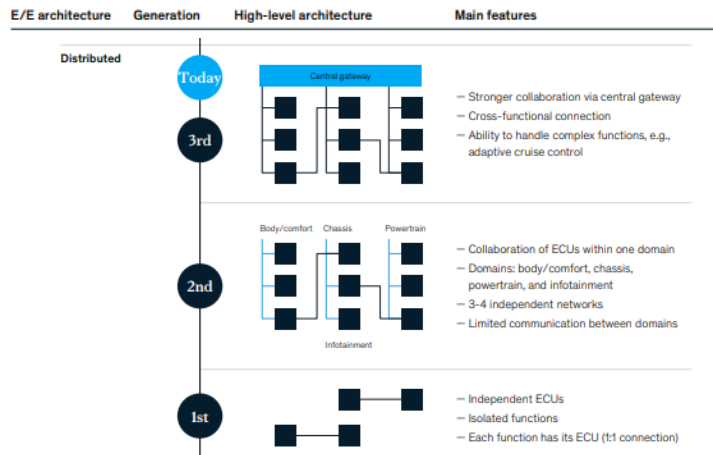 E/E architecture Generation High-level architecture Main features
Distributed
Today
Central gateway
3rd
— Stronger collaboration via central gateway
— Cross-functional connection
— Ability to handle complex functions, e.g.,
adaptive cruise control
Body/comfort Chassis Powertrain
2nd
Infotainment
— Collaboration of ECUs within one domain
— Domains: body/comfort, chassis,
powertrain, and infotainment
— 3-4 independent networks
— Limited communication between domains
1st
— Independent ECUs
— Isolated functions
— Each function has its ECU (1:1 connection)